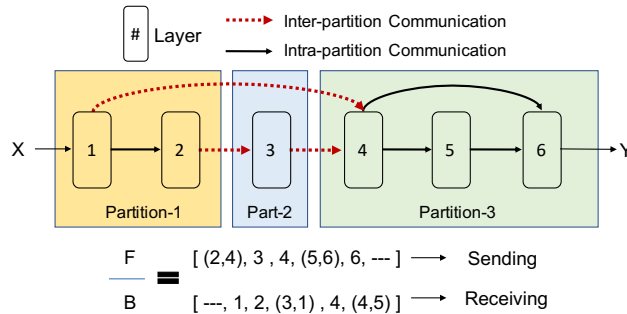 # Layer
Inter-partition Communication
Intra-partition Communication
X 1 2 3 4 5 6 Y
Partition-1 Part-2 Partition-3
F [ (2,4), 3 , 4, (5,6), 6, --- ] Sending
=
B [ ---, 1, 2, (3,1) , 4, (4,5) ] Receiving